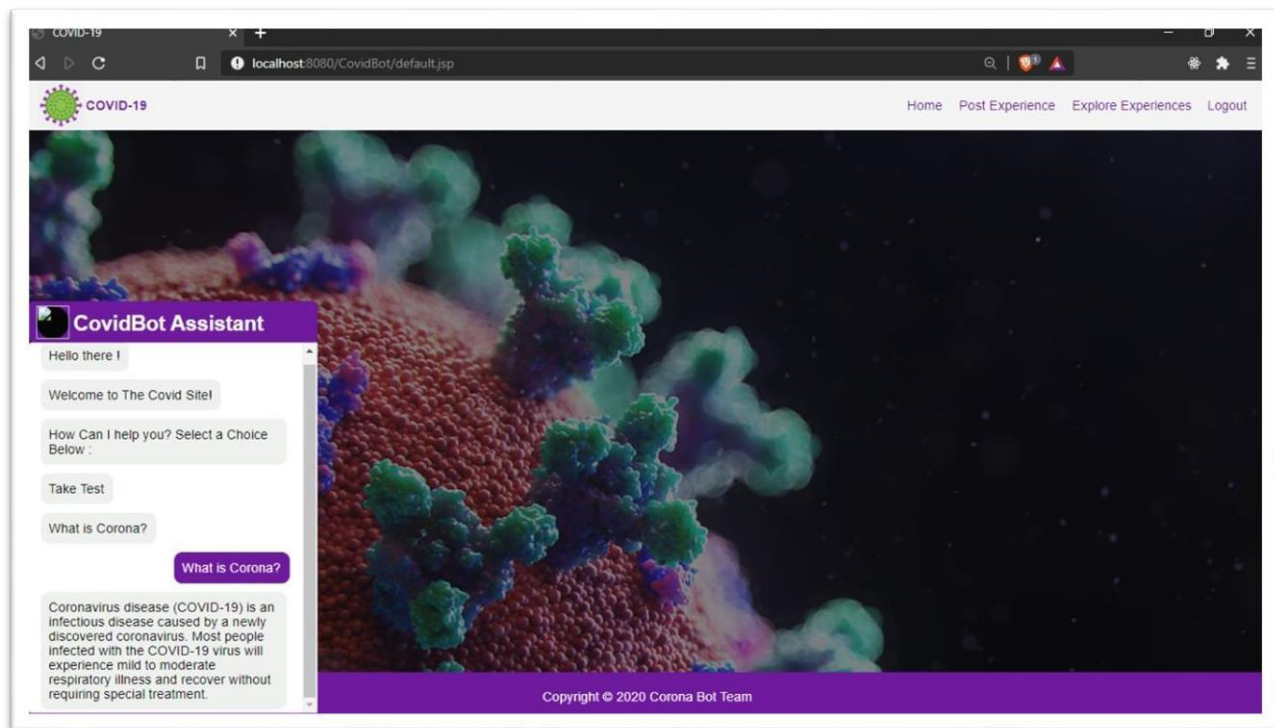 COVID-19
localhost:8080/CovidBot/default.jsp
COVID-19
Home Post Experience Explore Experiences Logout
CovidBot Assistant
Hello there !
Welcome to The Covid Site!
How Can I help you? Select a Choice
Below :
Take Test
What is Corona?
What is Corona?
Coronavirus disease (COVID-19) is an
infectious disease caused by a newly
discovered coronavirus. Most people
infected with the COVID-19 virus will
experience mild to moderate
respiratory illness and recover without
requiring special treatment.
Copyright © 2020 Corona Bot Team